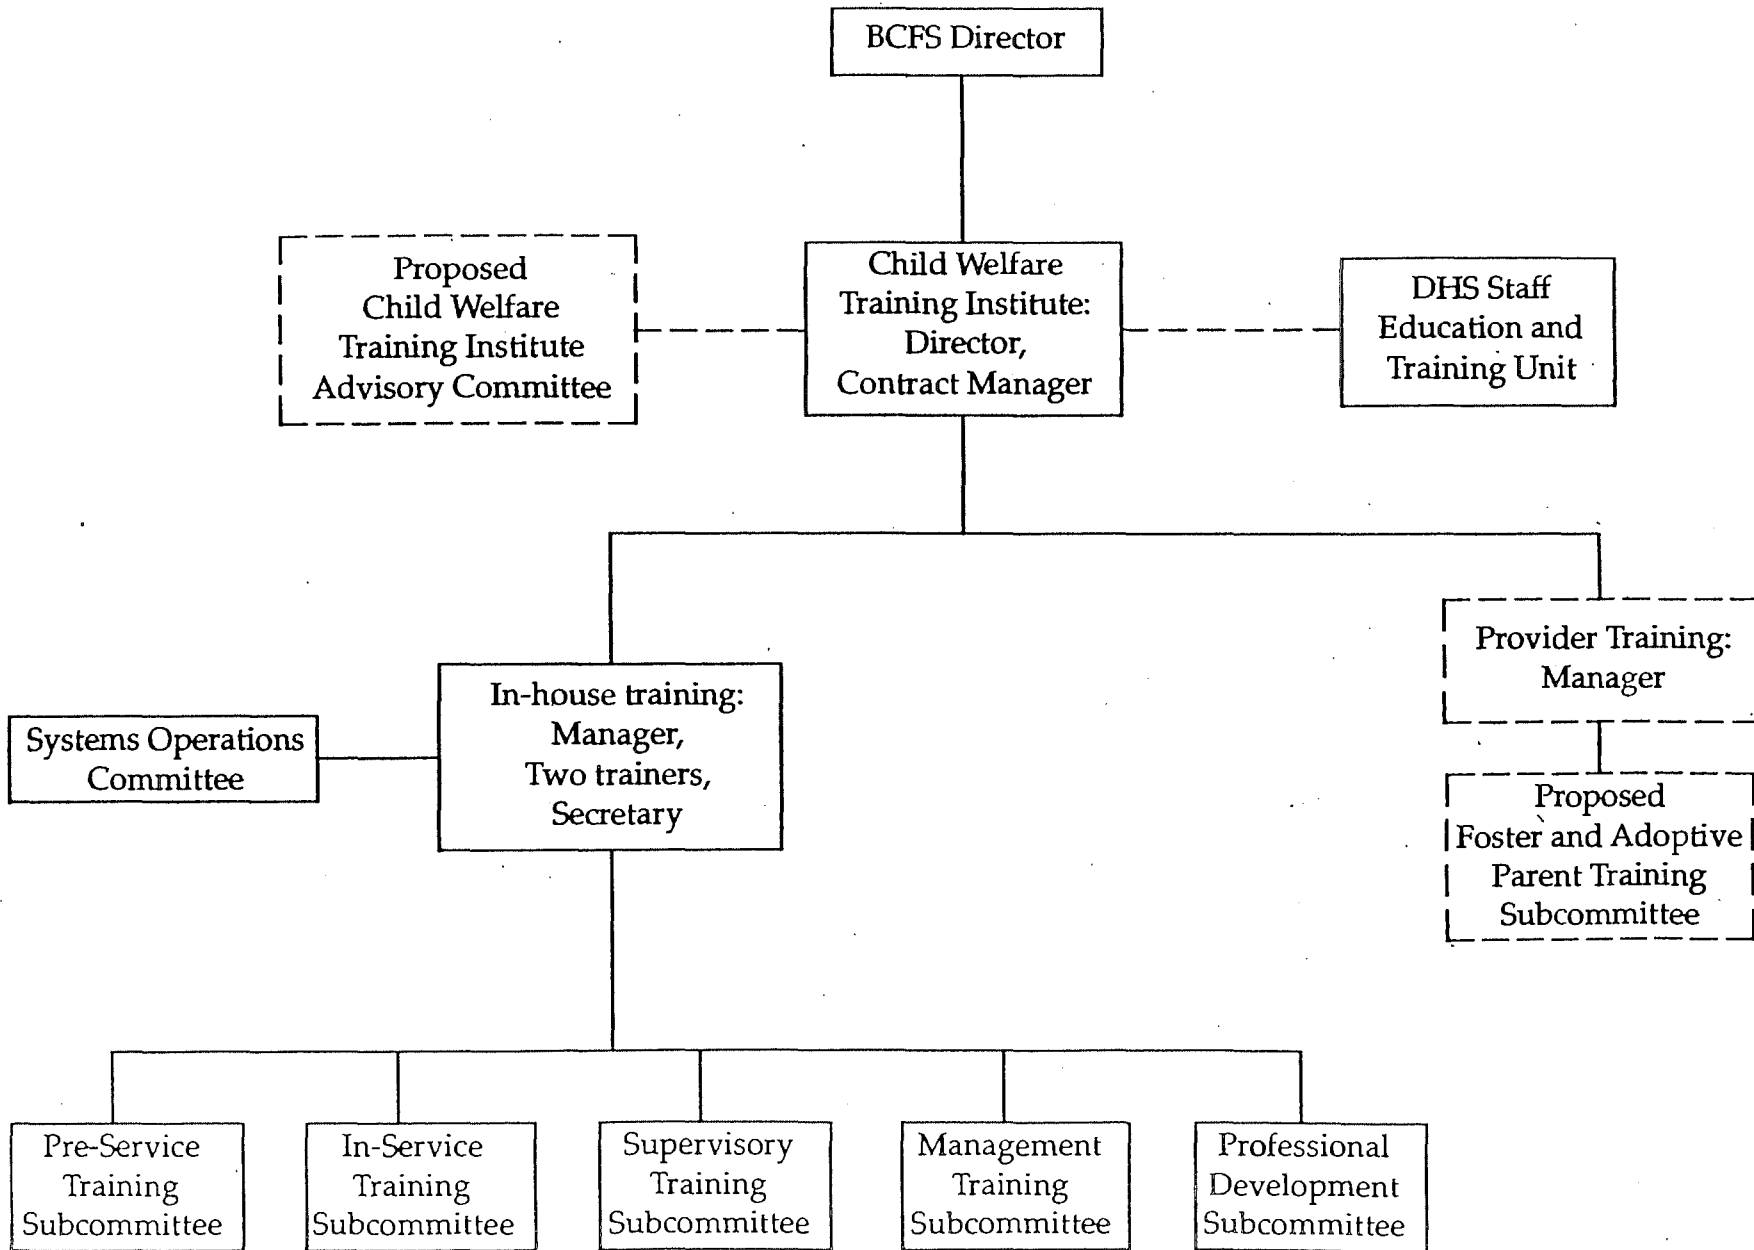 BCFS Director
Proposed
Child Welfare
Training Institute
Advisory Committee
Child Welfare
Training Institute:
Director,
Contract Manager
DHS Staff
Education and
Training Unit
Provider Training:
Manager
In-house training:
Manager,
Two trainers,
Secretary
Systems Operations
Committee
Proposed
Foster and Adoptive
Parent Training
Subcommittee
Pre-Service
Training
Subcommittee
In-Service
Training
Subcommittee
Supervisory
Training
Subcommittee
Management
Training
Subcommittee
Professional
Development
Subcommittee